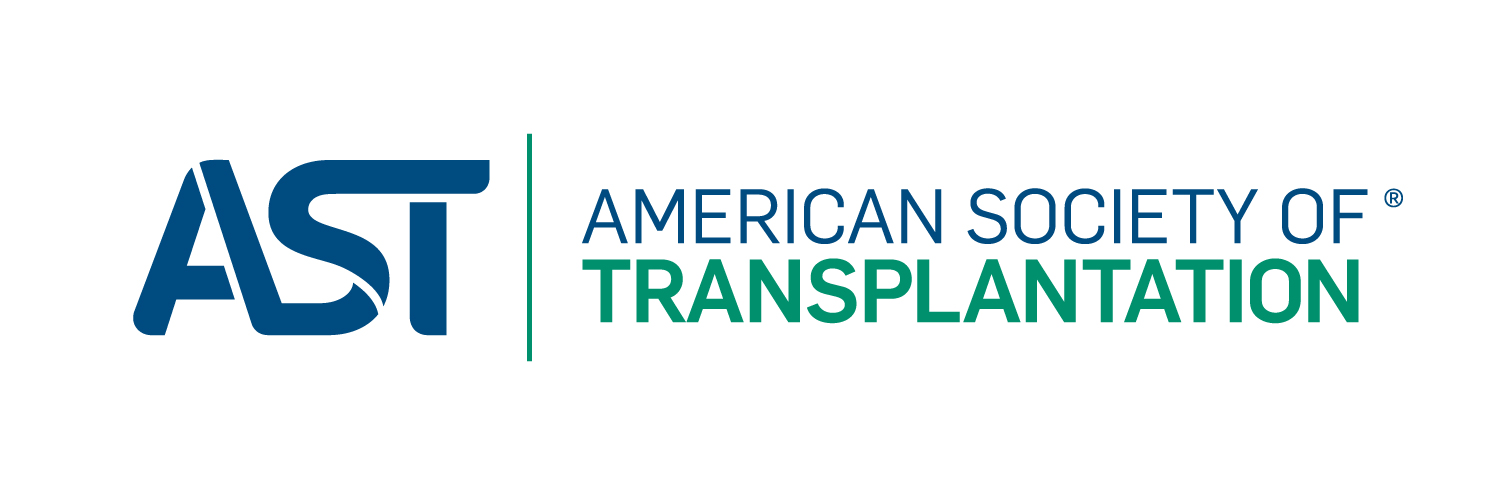 AST
AMERICAN SOCIETY OF ®
TRANSPLANTATION